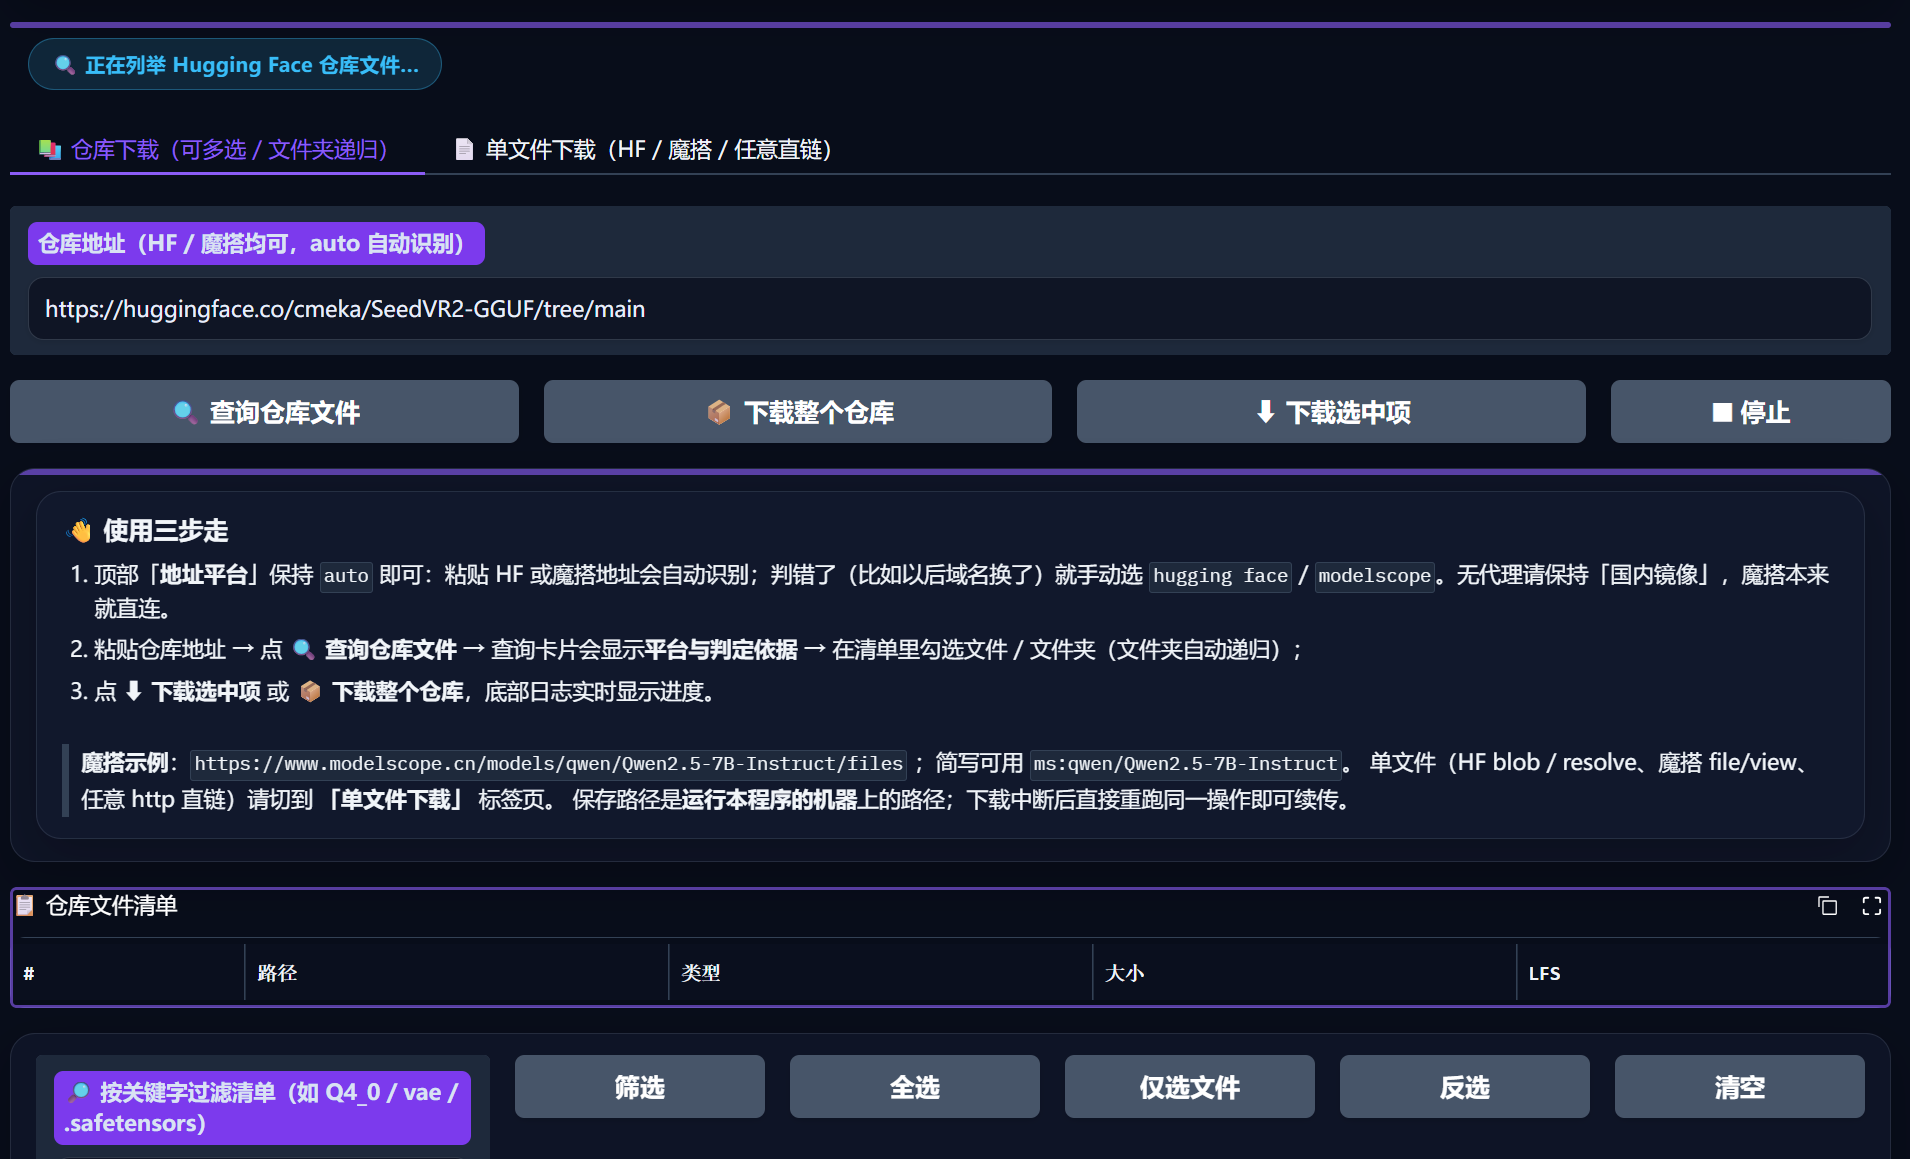 🔍 正在列举 Hugging Face 仓库文件...
📚 仓库下载（可多选 / 文件夹递归）
📄 单文件下载（HF / 魔搭 / 任意直链）
仓库地址（HF / 魔搭均可，auto 自动识别）
https://huggingface.co/cmeka/SeedVR2-GGUF/tree/main
🔍 查询仓库文件
📦 下载整个仓库
⬇ 下载选中项
⏹ 停止
👋 使用三步走
1. 顶部「地址平台」保持 auto 即可：粘贴 HF 或魔搭地址会自动识别；判错了（比如以后域名换了）就手动选 hugging face / modelscope。无代理请保持「国内镜像」，魔搭本来
就直连。
2. 粘贴仓库地址 → 点 🔍 查询仓库文件 → 查询卡片会显示平台与判定依据 → 在清单里勾选文件 / 文件夹（文件夹自动递归）；
3. 点 ⬇ 下载选中项 或 📦 下载整个仓库，底部日志实时显示进度。
魔搭示例：https://www.modelscope.cn/models/qwen/Qwen2.5-7B-Instruct/files ；简写可用 ms:qwen/Qwen2.5-7B-Instruct。 单文件（HF blob / resolve、魔搭 file/view、
任意 http 直链）请切到「单文件下载」 标签页。 保存路径是运行本程序的机器上的路径；下载中断后直接重跑同一操作即可续传。
📋 仓库文件清单
#
路径
类型
大小
LFS
🔎 按关键字过滤清单（如 Q4_0 / vae /
.safetensors）
筛选
全选
仅选文件
反选
清空